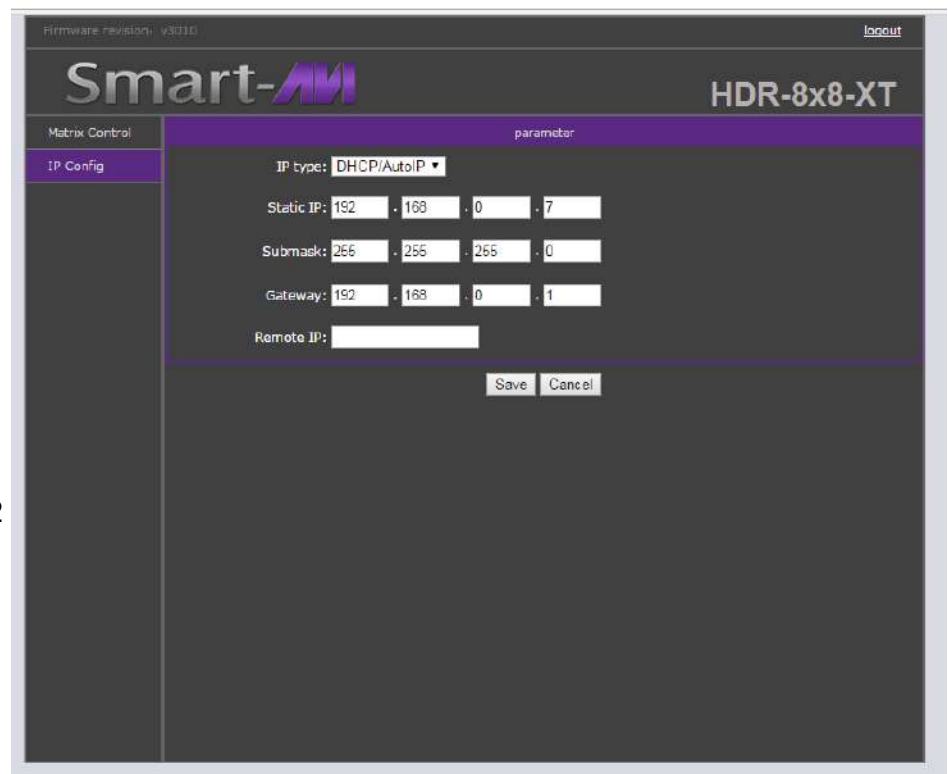 Firmware revision: v3010
logout
Smart-AVI
HDR-8x8-XT
Matrix Control
parameter
IP Config
IP type: DHCP/AutoIP
Static IP: 192 . 168 . 0 . 7
Submask: 255 . 255 . 255 . 0
Gateway: 192 . 168 . 0 . 1
Remote IP:
Save Cancel
2